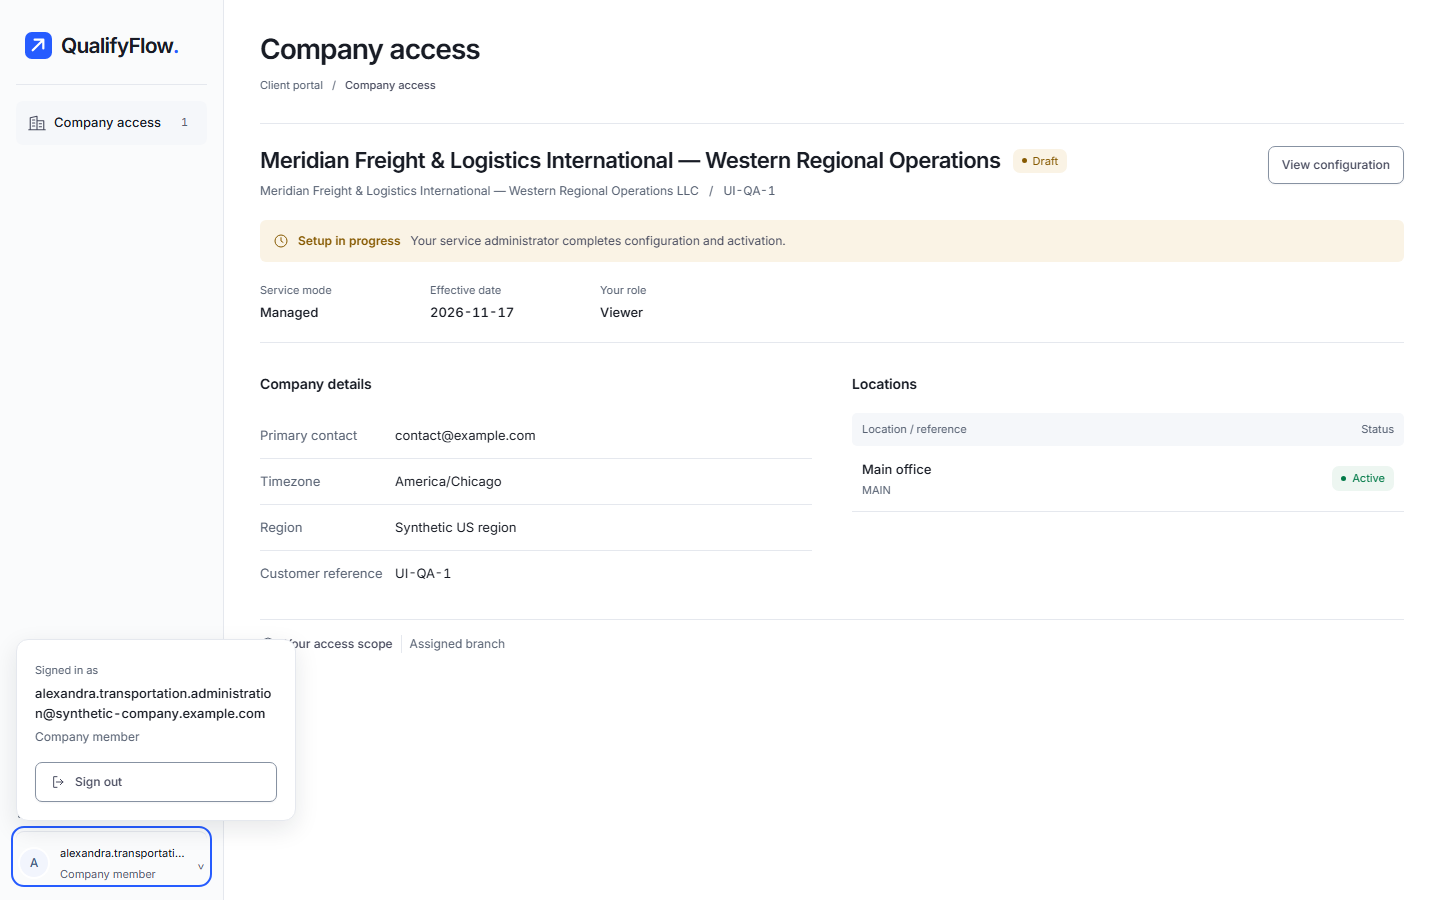 QualifyFlow.
Company access 1
Company access
Client portal / Company access
Meridian Freight & Logistics International — Western Regional Operations
Draft
View configuration
Meridian Freight & Logistics International — Western Regional Operations LLC / UI-QA-1
Setup in progress Your service administrator completes configuration and activation.
Service mode
Managed
Effective date
2026-11-17
Your role
Viewer
Company details
Primary contact contact@example.com
Timezone America/Chicago
Region Synthetic US region
Customer reference UI-QA-1
Locations
Location / reference Status
Main office
MAIN
Active
our access scope Assigned branch
Signed in as
alexandra.transportation.administratio
n@synthetic-company.example.com
Company member
Sign out
A
alexandra.transportati...
Company member